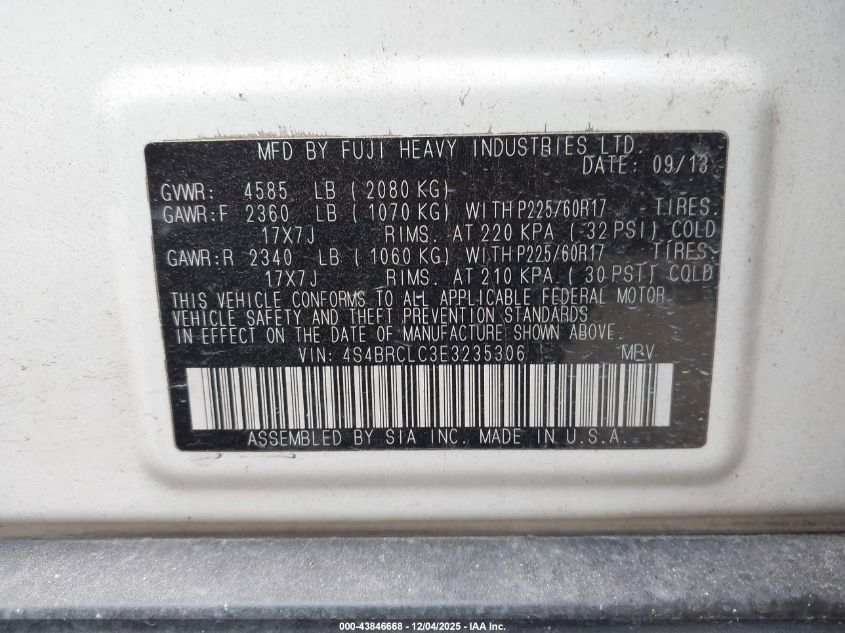 MFD BY FUJI HEAVY INDUSTRIES LTD.
DATE: 09/13
GVWR: 4585 LB ( 2080 KG)
GAWR:F 2360 LB ( 1070 KG) WITH P225/60R17 TIRES.
17X7J RIMS. AT 220 KPA ( 32 PSI) COLD
GAWR:R 2340 LB ( 1060 KG) WITH P225/60R17 TIRES.
17X7J RIMS. AT 210 KPA ( 30 PSI) COLD
THIS VEHICLE CONFORMS TO ALL APPLICABLE FEDERAL MOTOR
VEHICLE SAFETY AND THEFT PREVENTION STANDARDS
IN EFFECT ON THE DATE OF MANUFACTURE SHOWN ABOVE.
VIN: 4S4BRCLC3E3235306 MPV
ASSEMBLED BY SIA INC. MADE IN U.S.A.
000-43846668 - 12/04/2025 - IAA Inc.